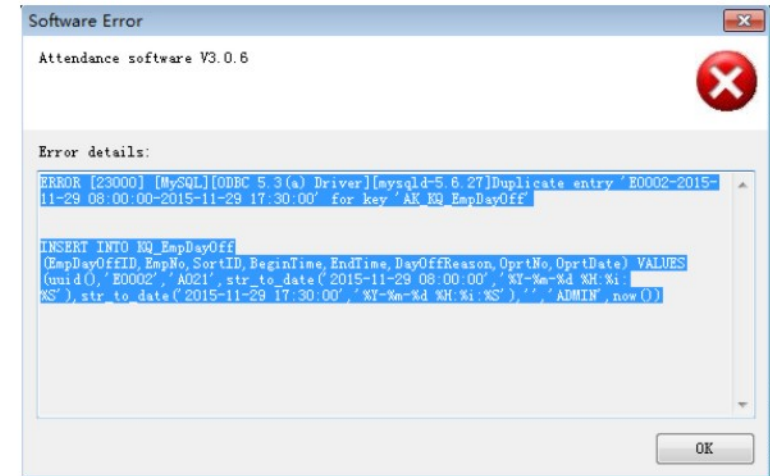 Software Error
Attendance software V3.0.6
Error details:
ERROR [23000] [MySQL][ODBC 5.3(a) Driver][mysqld-5.6.27]Duplicate entry 'E0002-2015-
11-29 08:00:00-2015-11-29 17:30:00' for key 'AK_KQ_EmpDayOff'
INSERT INTO KQ_EmpDayOff
(EmpDayOffID,EmpNo,SortID,BeginTime,EndTime,DayOffReason,OprtNo,OprtDate) VALUES
(uuid(),'E0002','A021',str_to_date('2015-11-29 08:00:00','%Y-%m-%d %H:%i:
%S'),str_to_date('2015-11-29 17:30:00','%Y-%m-%d %H:%i:%S'),'','ADMIN',now())
OK